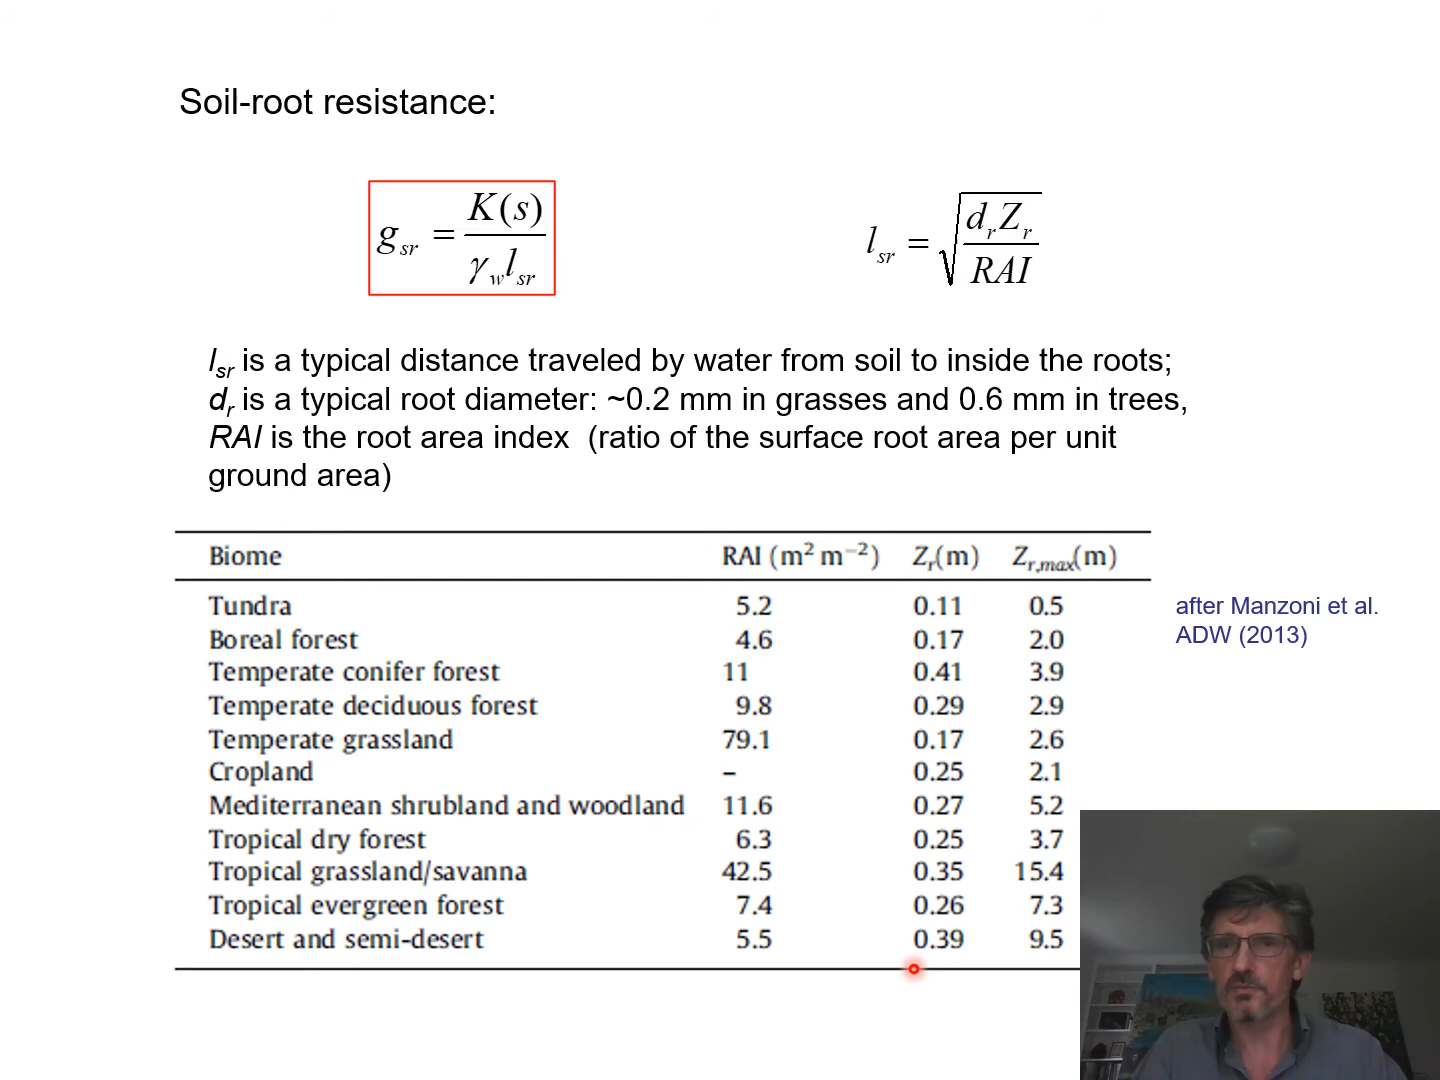 Soil-root resistance:
g_sr = K(s) / γ_w l_sr
l_sr = √(d_r Z_r / RAI)
l_sr is a typical distance traveled by water from soil to inside the roots;
d_r is a typical root diameter: ~0.2 mm in grasses and 0.6 mm in trees,
RAI is the root area index (ratio of the surface root area per unit
ground area)
Biome RAI (m² m⁻²) Z_r(m) Z_r,max(m)
Tundra 5.2 0.11 0.5
Boreal forest 4.6 0.17 2.0
Temperate conifer forest 11 0.41 3.9
Temperate deciduous forest 9.8 0.29 2.9
Temperate grassland 79.1 0.17 2.6
Cropland – 0.25 2.1
Mediterranean shrubland and woodland 11.6 0.27 5.2
Tropical dry forest 6.3 0.25 3.7
Tropical grassland/savanna 42.5 0.35 15.4
Tropical evergreen forest 7.4 0.26 7.3
Desert and semi-desert 5.5 0.39 9.5
after Manzoni et al.
ADW (2013)